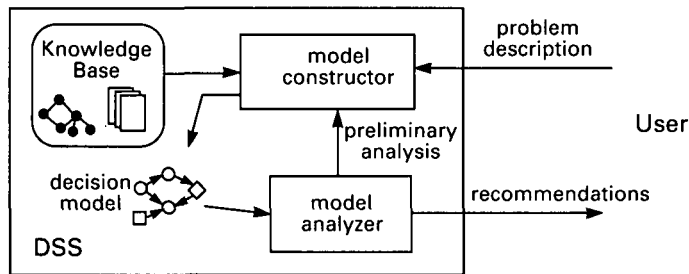 Knowledge
Base
model
constructor
problem
description
preliminary
analysis
User
decision
model
model
analyzer
recommendations
DSS